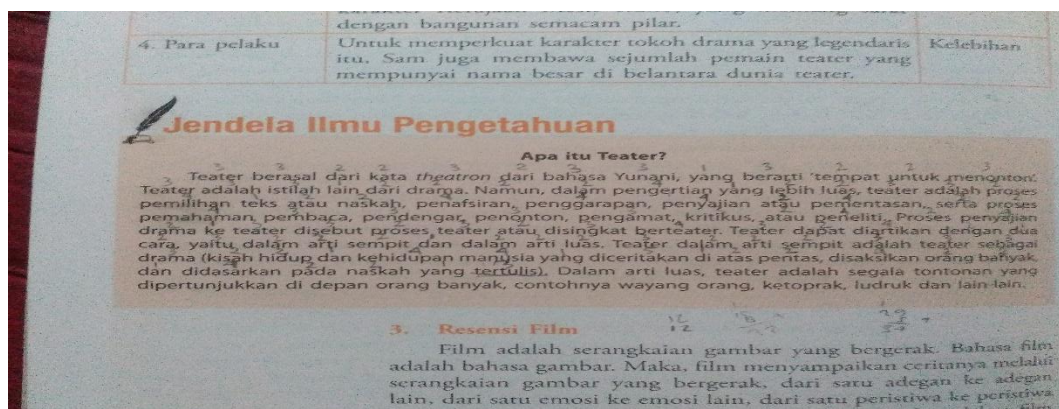 dengan bangunan semacam pilar.
4. Para pelaku Untuk memperkuat karakter tokoh drama yang legendaris Kelebihan
itu, Sam juga membawa sejumlah pemain teater yang
mempunyai nama besar di belantara dunia teater.
Jendela Ilmu Pengetahuan
Apa itu Teater?
Teater berasal dari kata theatron dari bahasa Yunani, yang berarti 'tempat untuk menonton'.
Teater adalah istilah lain dari drama. Namun, dalam pengertian yang lebih luas, teater adalah proses
pemilihan teks atau naskah, penafsiran, penggarapan, penyajian atau pementasan, serta proses
pemahaman, pembaca, pendengar, penonton, pengamat, kritikus, atau peneliti. Proses penyajian
drama ke teater disebut proses teater atau disingkat berteater. Teater dapat diartikan dengan dua
cara, yaitu dalam arti sempit dan dalam arti luas. Teater dalam arti sempit adalah teater sebagai
drama (kisah hidup dan kehidupan manusia yang diceritakan di atas pentas, disaksikan orang banyak
dan didasarkan pada naskah yang tertulis). Dalam arti luas, teater adalah segala tontonan yang
dipertunjukkan di depan orang banyak, contohnya wayang orang, ketoprak, ludruk dan lain-lain.
3. Resensi Film
Film adalah serangkaian gambar yang bergerak. Bahasa film
adalah bahasa gambar. Maka, film menyampaikan ceritanya melalui
serangkaian gambar yang bergerak, dari satu adegan ke adegan
lain, dari satu emosi ke emosi lain, dari satu peristiwa ke peristiwa